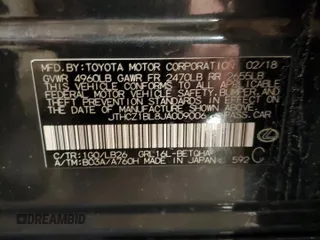 MFD. BY: TOYOTA MOTOR CORPORATION 02/18
GVWR 4960LB GAWR FR 2470LB RR 2655LB
THIS VEHICLE CONFORMS TO ALL APPLICABLE
FEDERAL MOTOR VEHICLE SAFETY, BUMPER, AND
THEFT PREVENTION STANDARDS IN EFFECT ON
THE DATE OF MANUFACTURE SHOWN ABOVE.
JTHCZ1BL8JA009006 PASS.CAR
C/TR: LB26 GRL16L-BETQHA
A/TM: B03A/A760H MADE IN JAPAN 592 C
DREAMBID